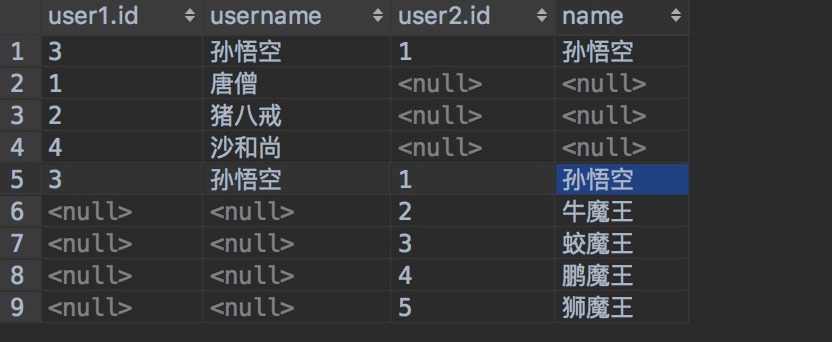 user1.id username user2.id name
1 3 孙悟空 1 孙悟空
2 1 唐僧 <null> <null>
3 2 猪八戒 <null> <null>
4 4 沙和尚 <null> <null>
5 3 孙悟空 1 孙悟空
6 <null> <null> 2 牛魔王
7 <null> <null> 3 蛟魔王
8 <null> <null> 4 鹏魔王
9 <null> <null> 5 狮魔王